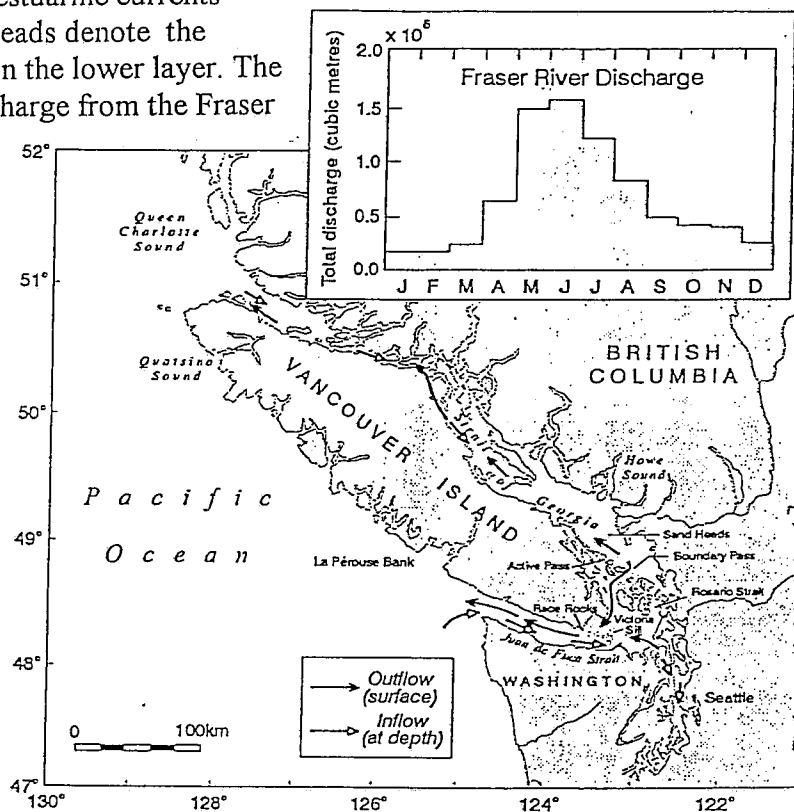 estuarine currents
eads denote the
n the lower layer. The
harge from the Fraser
× 10⁶
Fraser River Discharge
Total discharge (cubic metres)
2.0
1.5
1.0
0.5
0.0
J F M A M J J A S O N D
52°
51°
50°
49°
48°
47°
130° 128° 126° 124° 122°
Queen
Charlotte
Sound
Quatsino
Sound
BRITISH
COLUMBIA
VANCOUVER
ISLAND
Strait of
Georgia
Howe
Sound
Pacific
Ocean
Sand Heads
Boundary Pass
Active Pass
La Pérouse Bank
Rosario Strait
Race Rocks
Victoria
Sill
Juan de Fuca Strait
WASHINGTON
Seattle
Outflow
(surface)
Inflow
(at depth)
0 100km